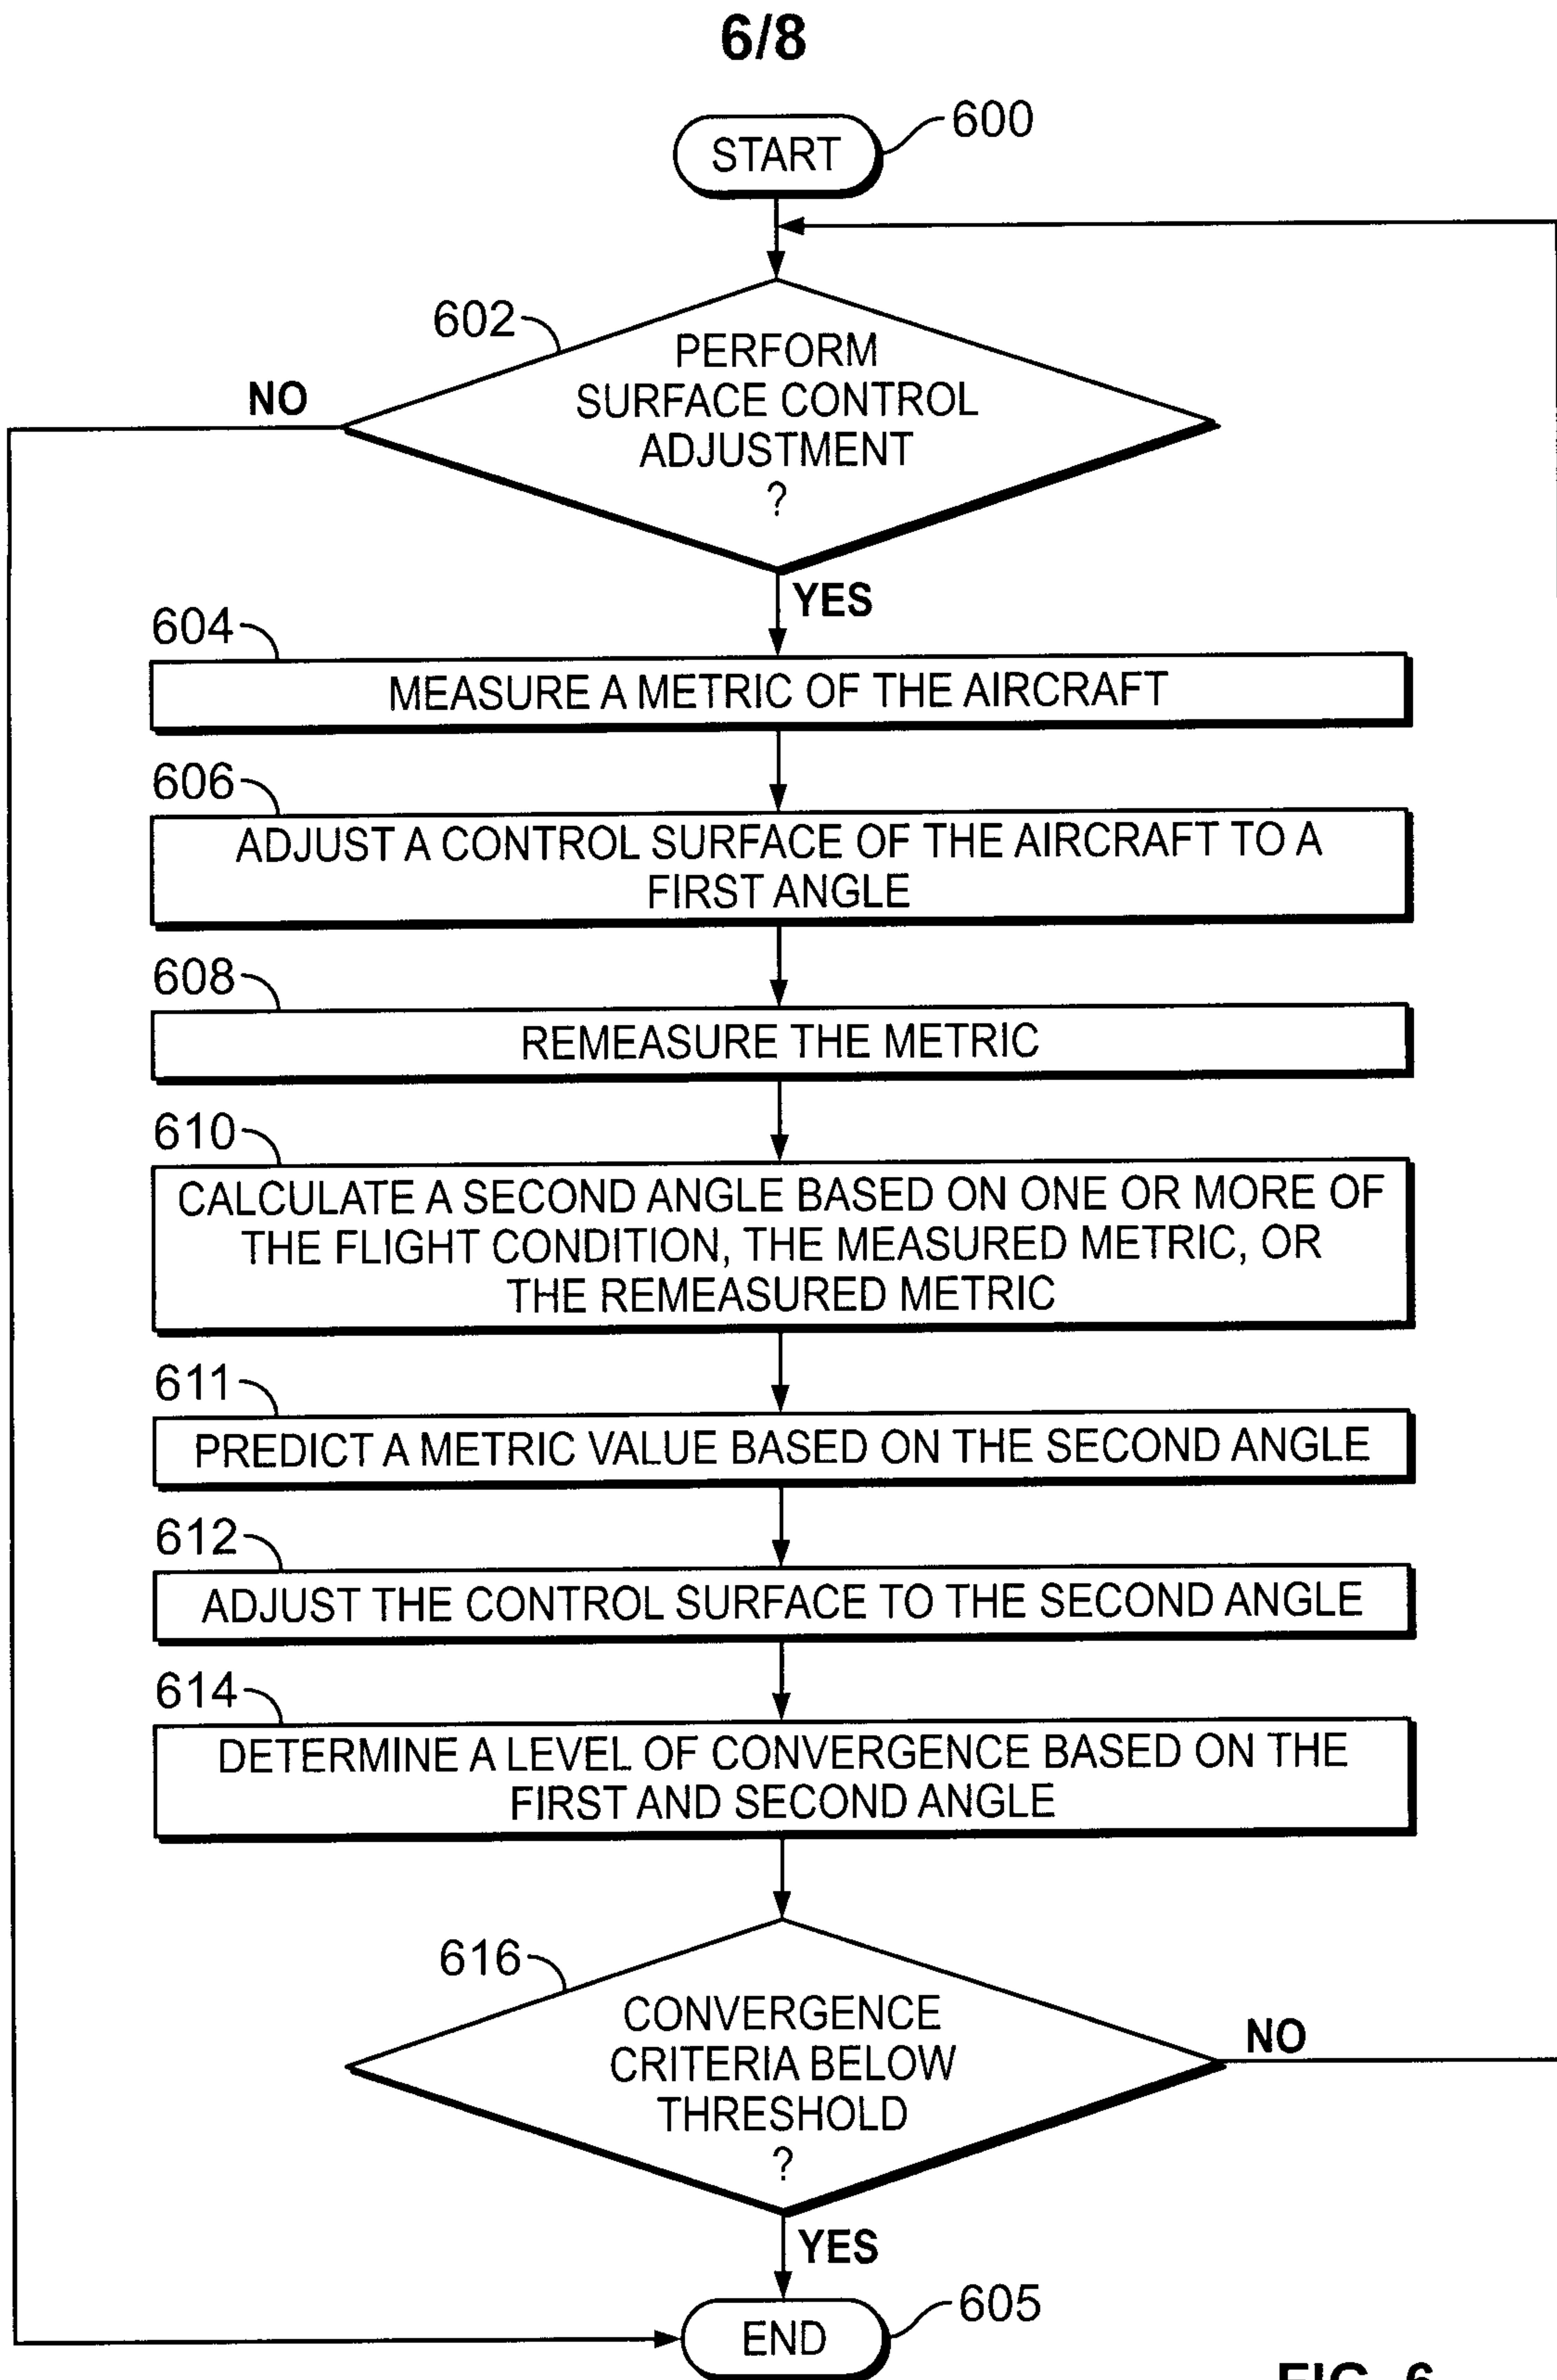 6/8
START
600
602
PERFORM
SURFACE CONTROL
ADJUSTMENT
?
NO
YES
604
MEASURE A METRIC OF THE AIRCRAFT
606
ADJUST A CONTROL SURFACE OF THE AIRCRAFT TO A
FIRST ANGLE
608
REMEASURE THE METRIC
610
CALCULATE A SECOND ANGLE BASED ON ONE OR MORE OF
THE FLIGHT CONDITION, THE MEASURED METRIC, OR
THE REMEASURED METRIC
611
PREDICT A METRIC VALUE BASED ON THE SECOND ANGLE
612
ADJUST THE CONTROL SURFACE TO THE SECOND ANGLE
614
DETERMINE A LEVEL OF CONVERGENCE BASED ON THE
FIRST AND SECOND ANGLE
616
CONVERGENCE
CRITERIA BELOW
THRESHOLD
?
NO
YES
END
605
FIG. 6